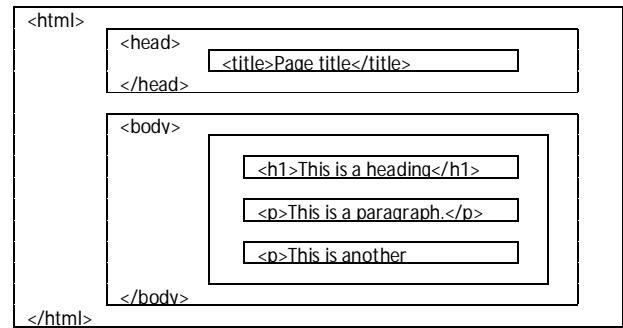 <html>
<head>
<title>Page title</title>
</head>
<body>
<h1>This is a heading</h1>
<p>This is a paragraph.</p>
<p>This is another
</body>
</html>